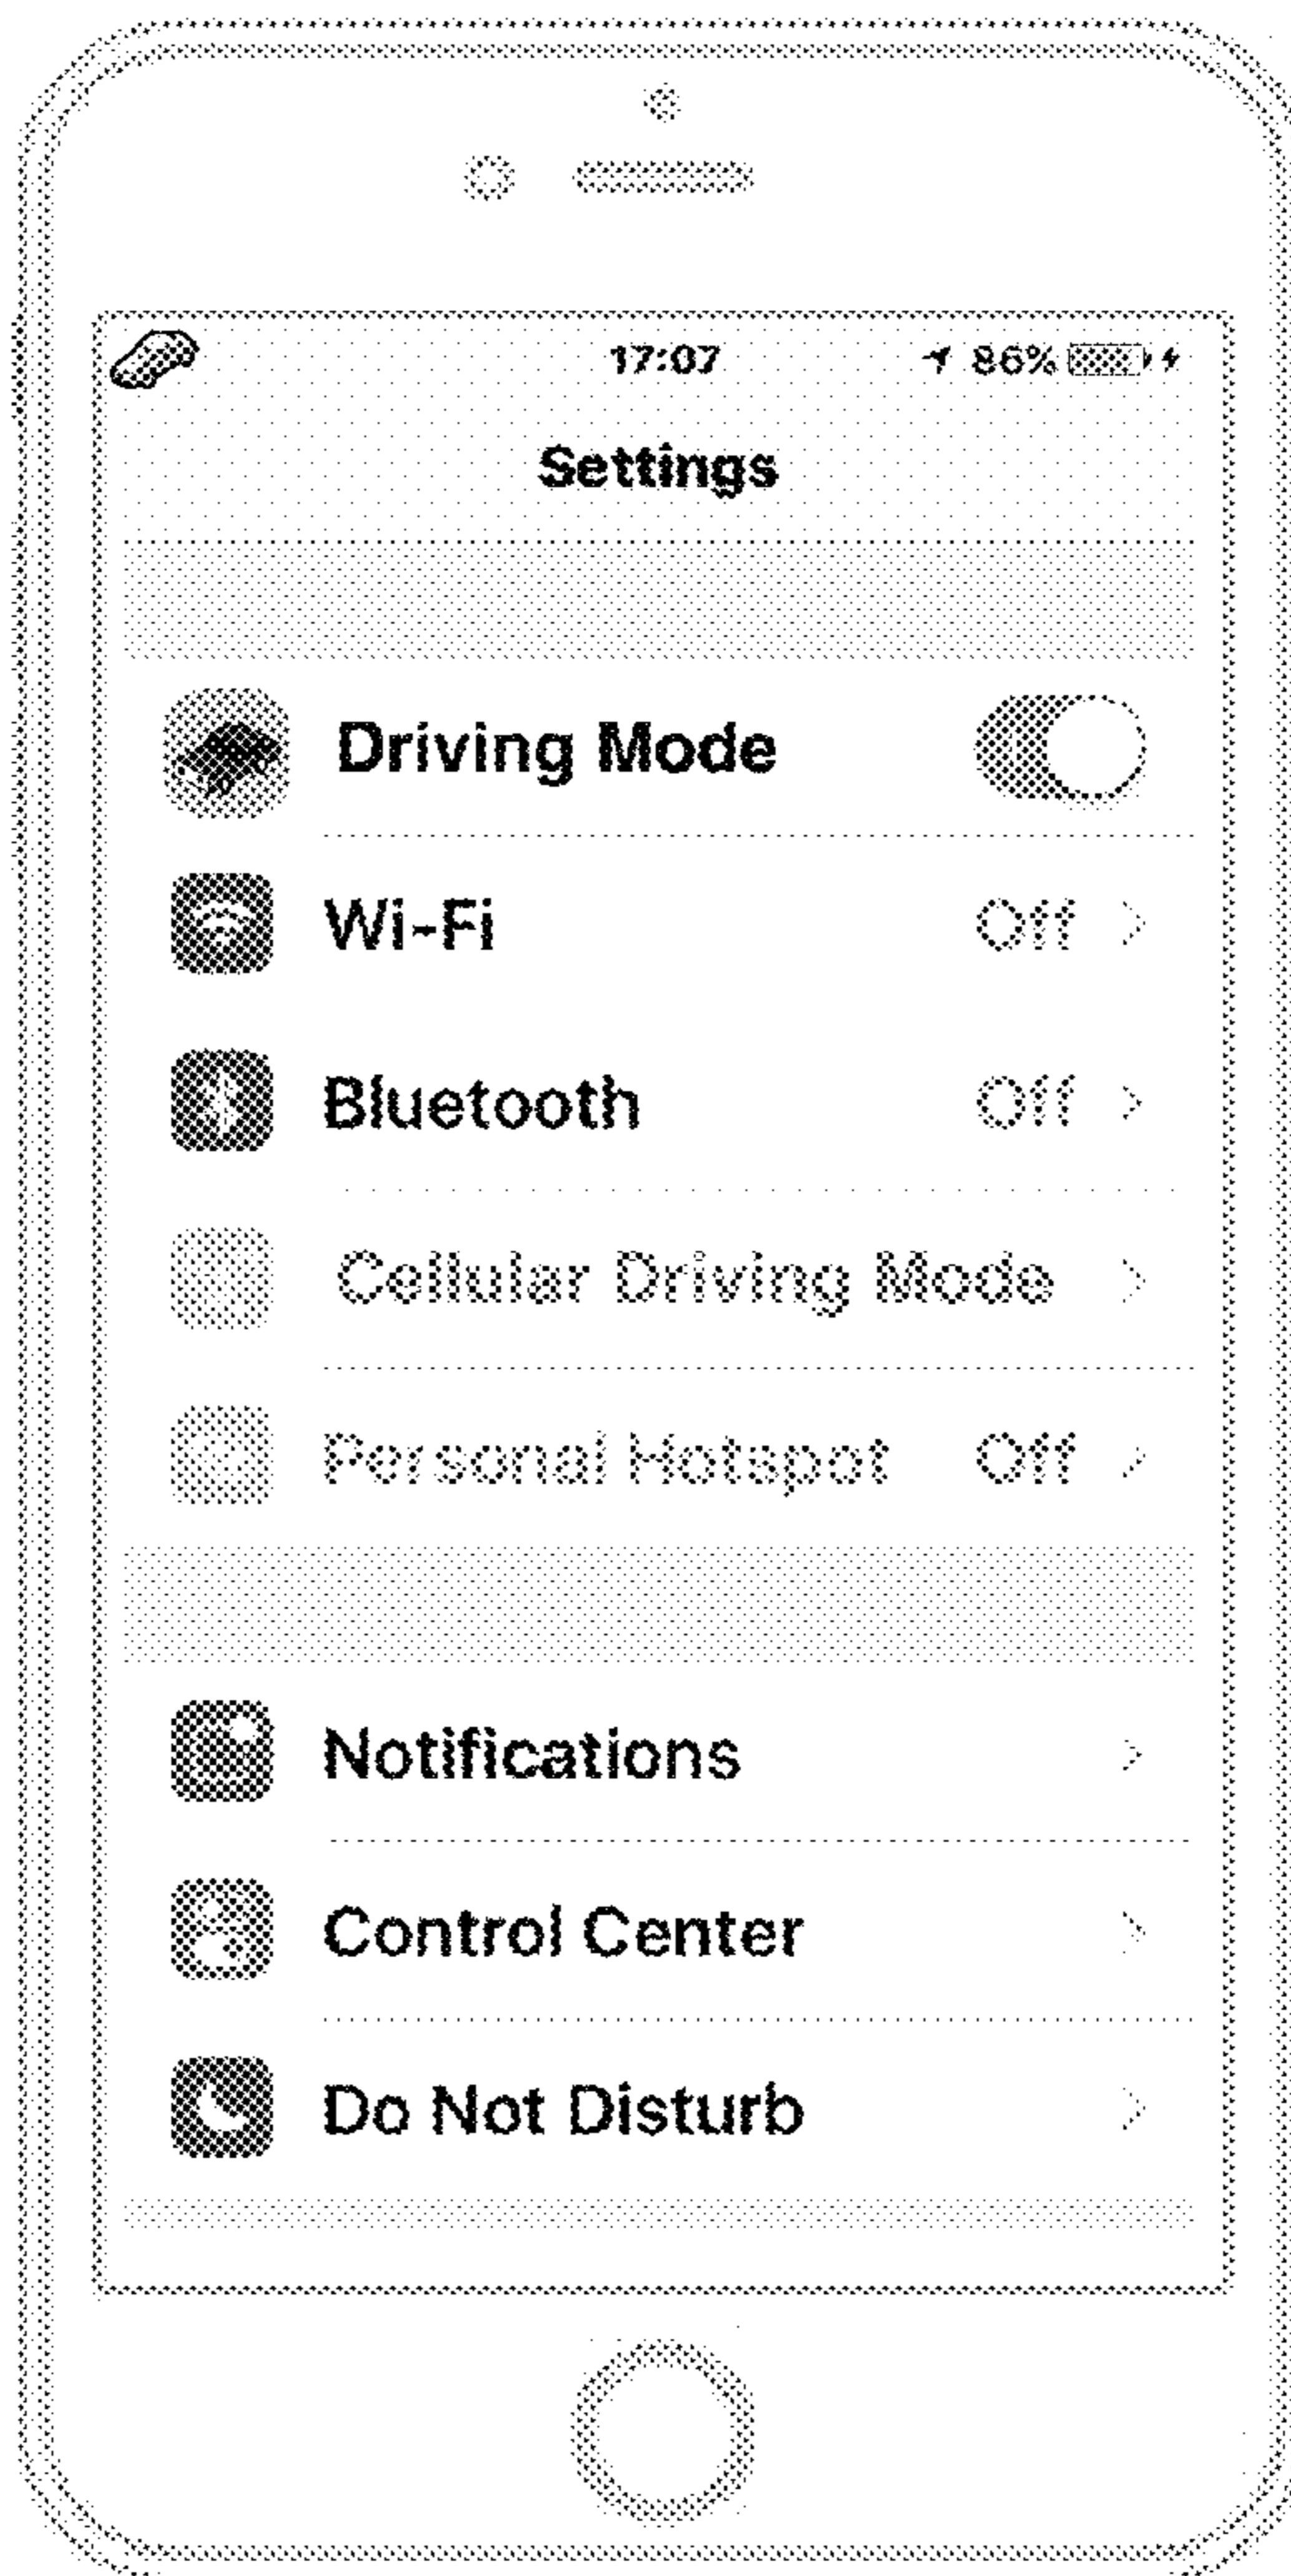 17:07 86%
Settings
Driving Mode
Wi-Fi Off
Bluetooth Off
Cellular Driving Mode
Personal Hotspot Off
Notifications
Control Center
Do Not Disturb